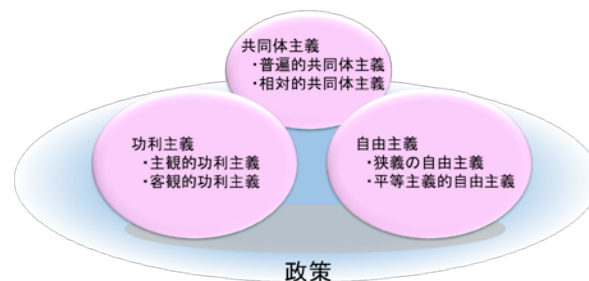 共同体主義
・普遍的共同体主義
・相対的共同体主義
功利主義
・主観的功利主義
・客観的功利主義
自由主義
・狭義の自由主義
・平等主義的自由主義
政策